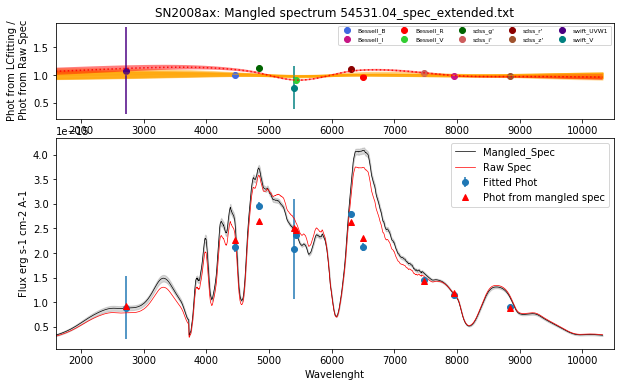 SN2008ax: Mangled spectrum 54531.04_spec_extended.txt
Phot from LCfitting /
Phot from Raw Spec
1.5
1.0
0.5
Bessell_B
Bessell_I
Bessell_R
Bessell_V
sdss_g'
sdss_i'
sdss_r'
sdss_z'
swift_UVW1
swift_V
2000 3000 4000 5000 6000 7000 8000 9000 10000
Flux erg s-1 cm-2 A-1
4.0
3.5
3.0
2.5
2.0
1.5
1.0
0.5
Mangled_Spec
Raw Spec
Fitted Phot
Phot from mangled spec
2000 3000 4000 5000 6000 7000 8000 9000 10000
Wavelenght